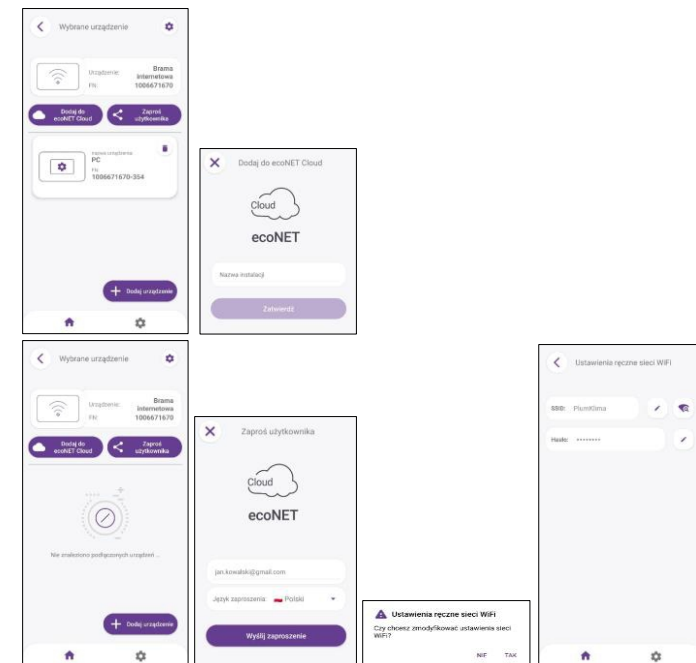 Wybrane urządzenie
Urządzenie:
Brama
internetowa
PN:
1006671670
Dodaj do
ecoNET Cloud
Zaproś
użytkownika
nazwa urządzenia
PC
PN
1006671670-354
Dodaj urządzenie
Dodaj do ecoNET Cloud
Cloud
ecoNET
Nazwa instalacji
Zatwierdź
Wybrane urządzenie
Urządzenie:
Brama
internetowa
PN:
1006671670
Dodaj do
ecoNET Cloud
Zaproś
użytkownika
Nie znaleziono podłączonych urządzeń ...
Dodaj urządzenie
Zaproś użytkownika
Cloud
ecoNET
jan.kowalski@gmail.com
Język zaproszenia: Polski
Wyślij zaproszenie
Ustawienia ręczne sieci WiFi
Czy chcesz zmodyfikować ustawienia sieci
WiFi?
NIE TAK
Ustawienia ręczne sieci WiFi
SSID: PlumKlima
Hasło: ••••••••